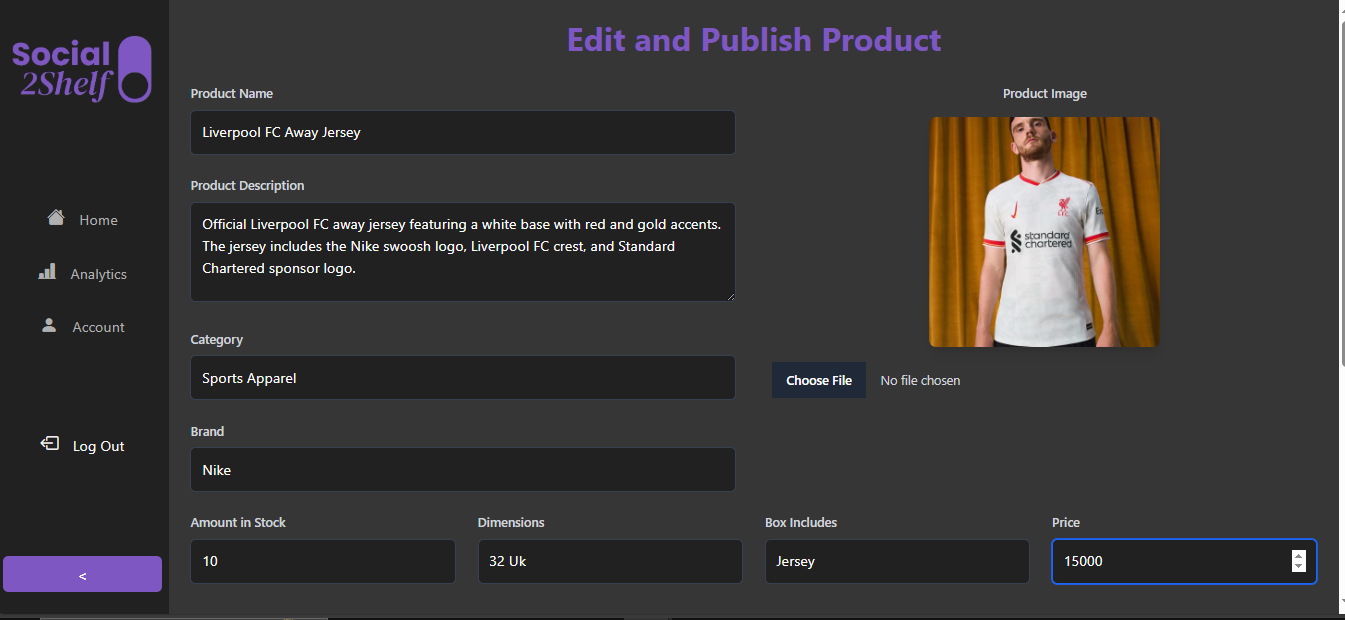 Social
2Shelf
Home
Analytics
Account
Log Out
<
Edit and Publish Product
Product Name
Liverpool FC Away Jersey
Product Description
Official Liverpool FC away jersey featuring a white base with red and gold accents.
The jersey includes the Nike swoosh logo, Liverpool FC crest, and Standard
Chartered sponsor logo.
Category
Sports Apparel
Brand
Nike
Product Image
standard
chartered
Choose File No file chosen
Amount in Stock Dimensions Box Includes Price
10 32 Uk Jersey 15000